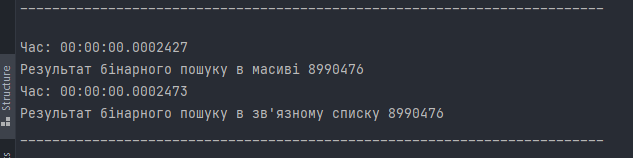 -------------------------------------------------------------------------
Час: 00:00:00.0002427
Результат бінарного пошуку в масиві 8990476
Час: 00:00:00.0002473
Результат бінарного пошуку в зв'язному списку 8990476
-------------------------------------------------------------------------
Structure